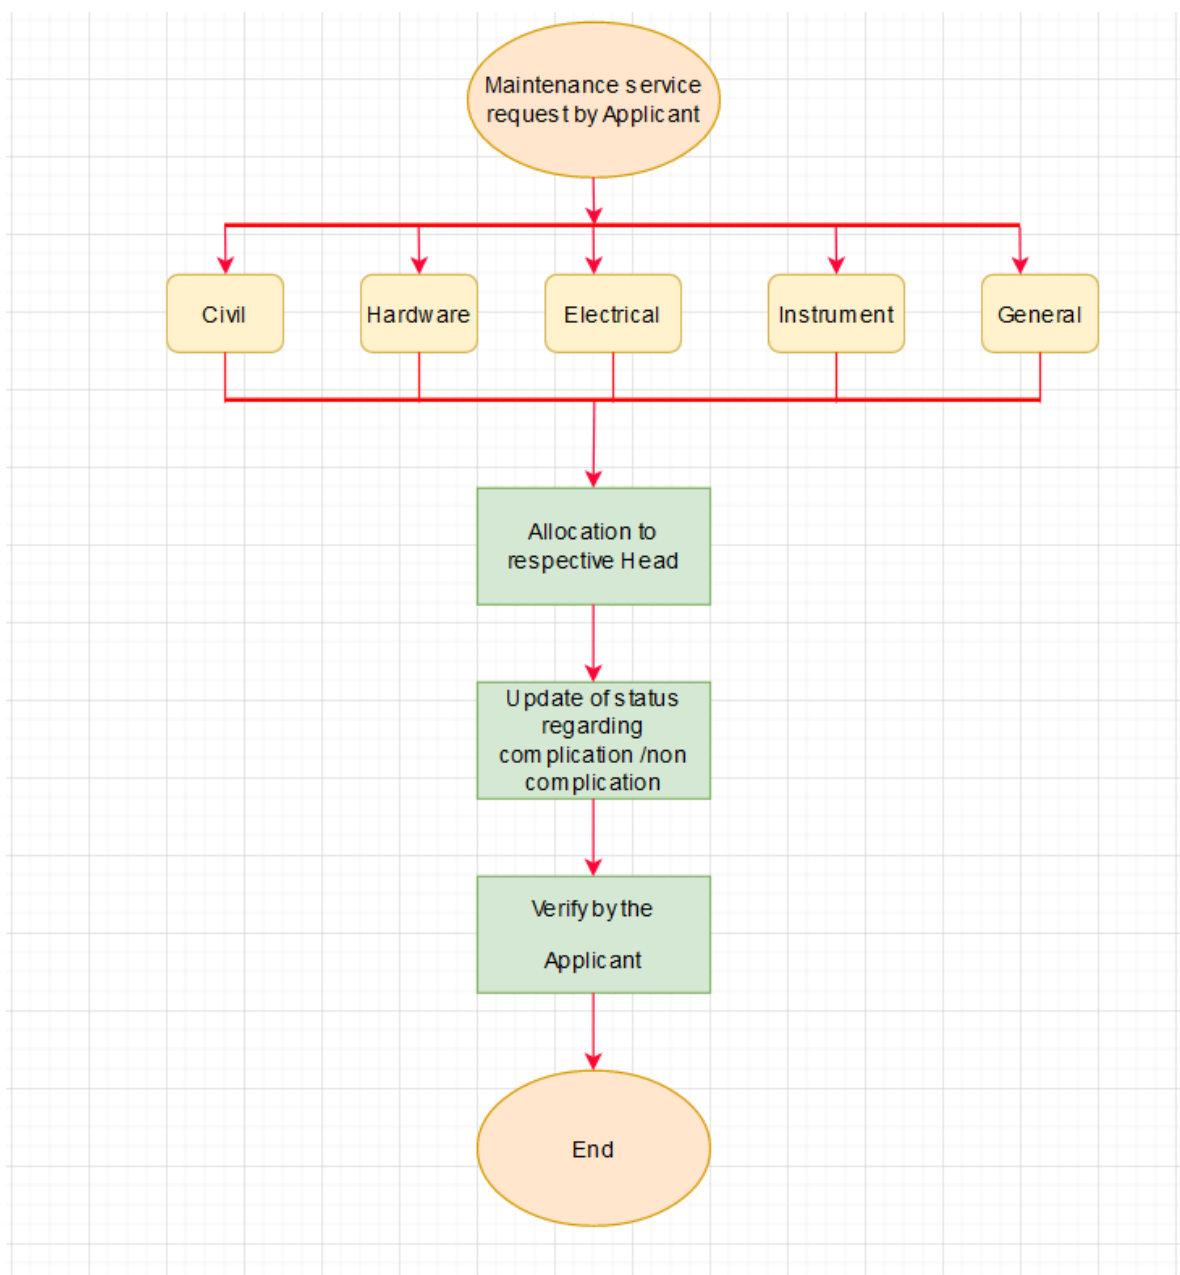 Maintenance service
request by Applicant
Civil
Hardware
Electrical
Instrument
General
Allocation to
respective Head
Update of status
regarding
complication /non
complication
Verify by the
Applicant
End